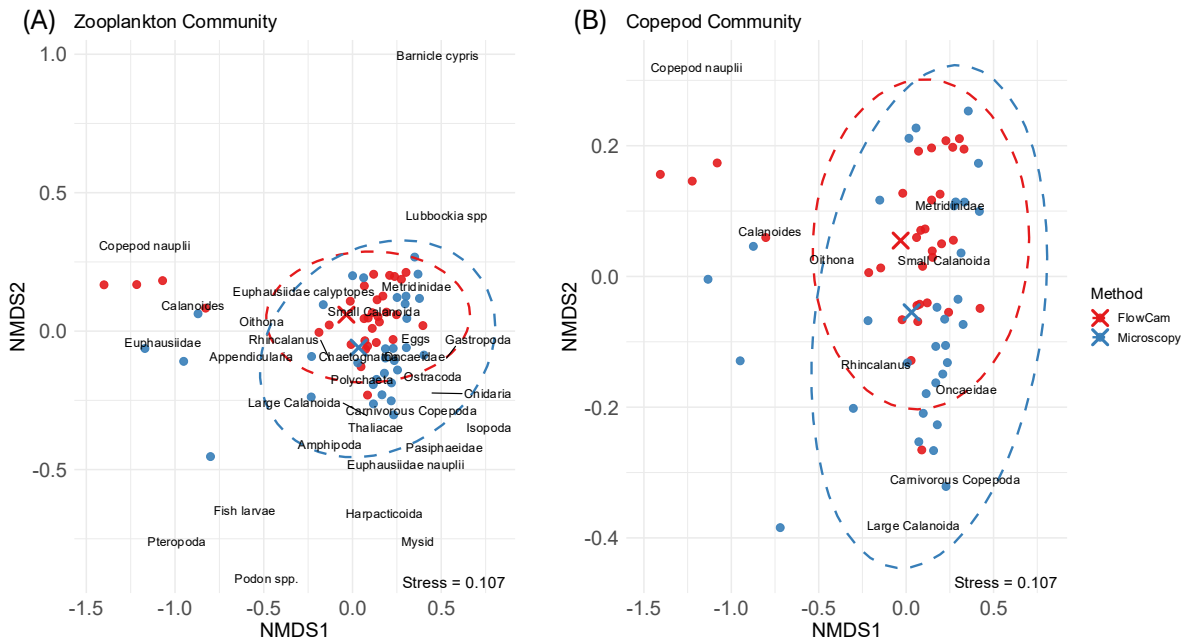 (A) Zooplankton Community
1.0
0.5
0.0
-0.5
NMDS2
Barnicle cypris
Lubbockia spp
Copepod nauplii
Euphausiidae calyptopes
Metridinidae
Calanoides
Small Calanoida
Oithona
Euphausiidae
Rhincalanus
Eggs
Gastropoda
Appendicularia
Chaetognatha
Oncaeidae
Polychaeta
Ostracoda
Cnidaria
Large Calanoida
Carnivorous Copepoda
Thaliacae
Isopoda
Amphipoda
Pasiphaeidae
Euphausiidae nauplii
Fish larvae
Harpacticoida
Pteropoda
Mysid
Podon spp.
Stress = 0.107
-1.5
-1.0
-0.5
0.0
0.5
NMDS1
(B) Copepod Community
0.2
0.0
-0.2
-0.4
NMDS2
Copepod nauplii
Metridinidae
Calanoides
Oithona
Small Calanoida
Rhincalanus
Oncaeidae
Carnivorous Copepoda
Large Calanoida
Stress = 0.107
-1.5
-1.0
-0.5
0.0
0.5
NMDS1
Method
FlowCam
Microscopy